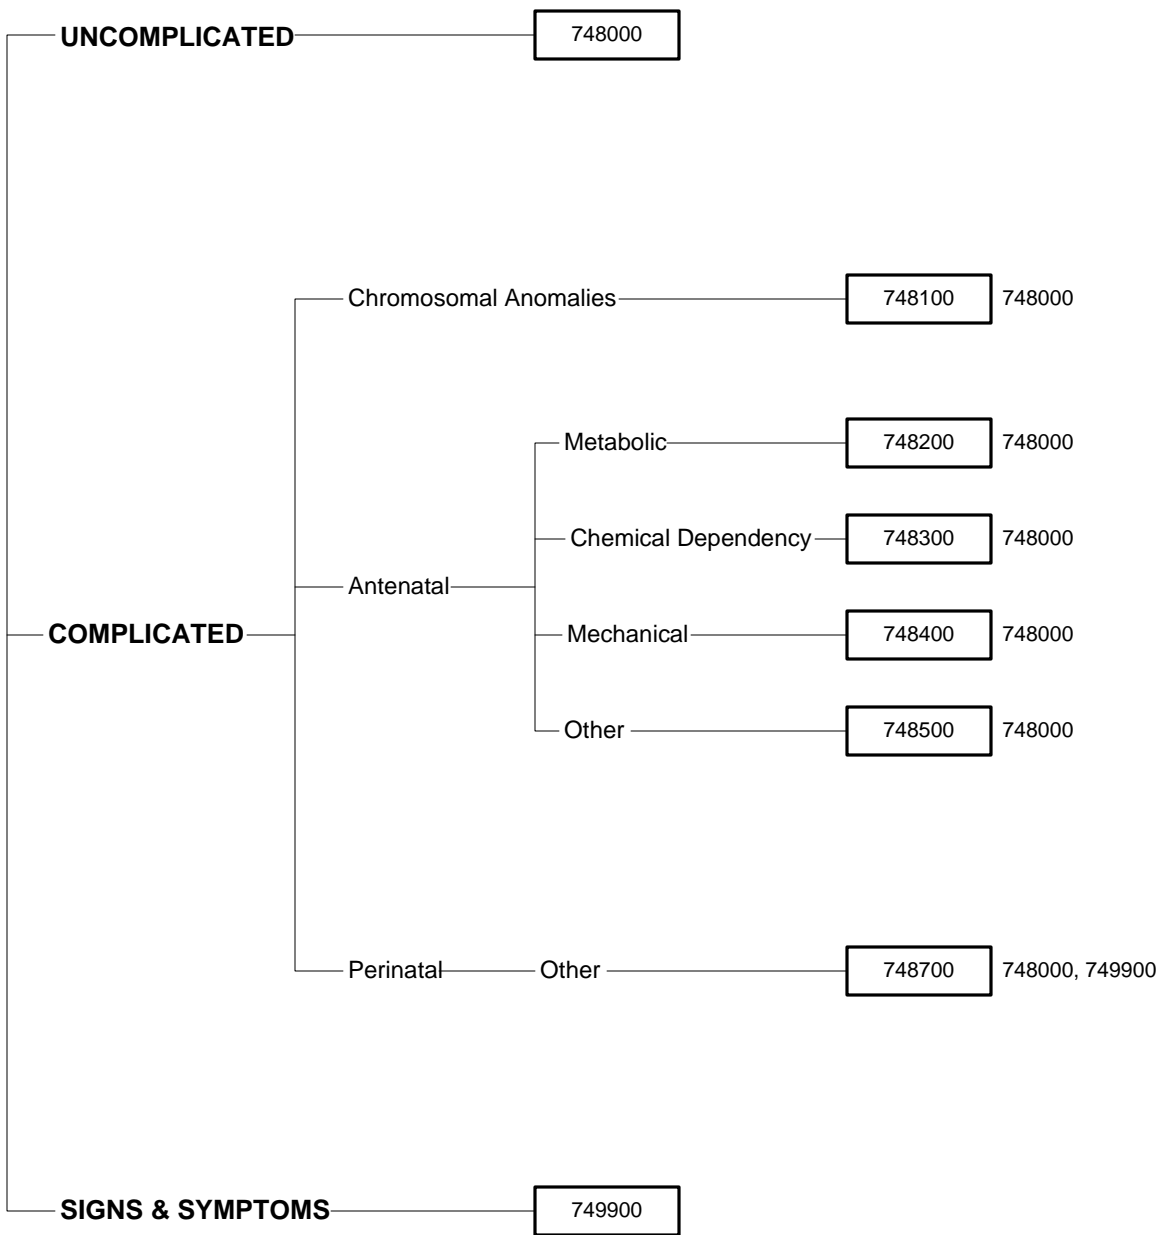 UNCOMPLICATED 748000
Chromosomal Anomalies 748100 748000
Metabolic 748200 748000
Chemical Dependency 748300 748000
Antenatal
COMPLICATED Mechanical 748400 748000
Other 748500 748000
Perinatal Other 748700 748000, 749900
SIGNS & SYMPTOMS 749900